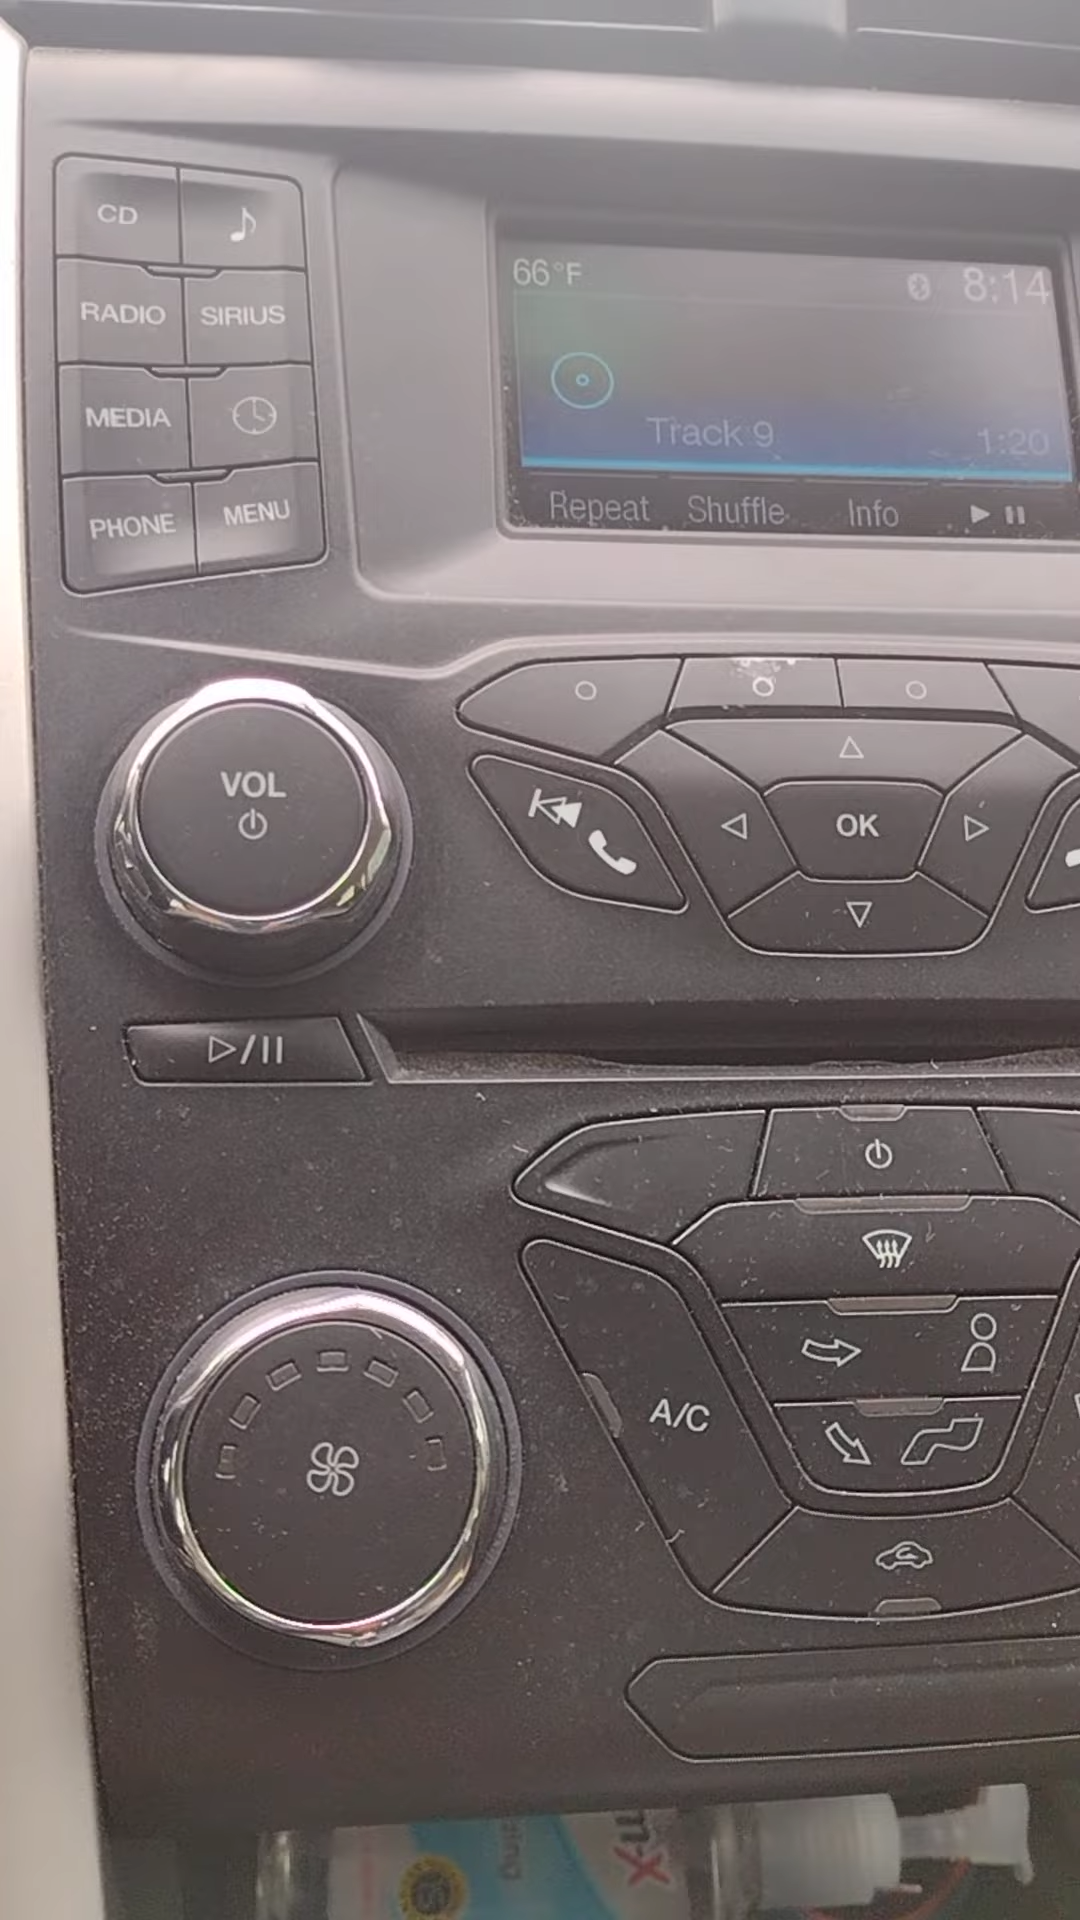 CD
RADIO SIRIUS
MEDIA
PHONE MENU
66°F 8:14
Track 9 1:20
Repeat Shuffle Info
VOL
OK
A/C